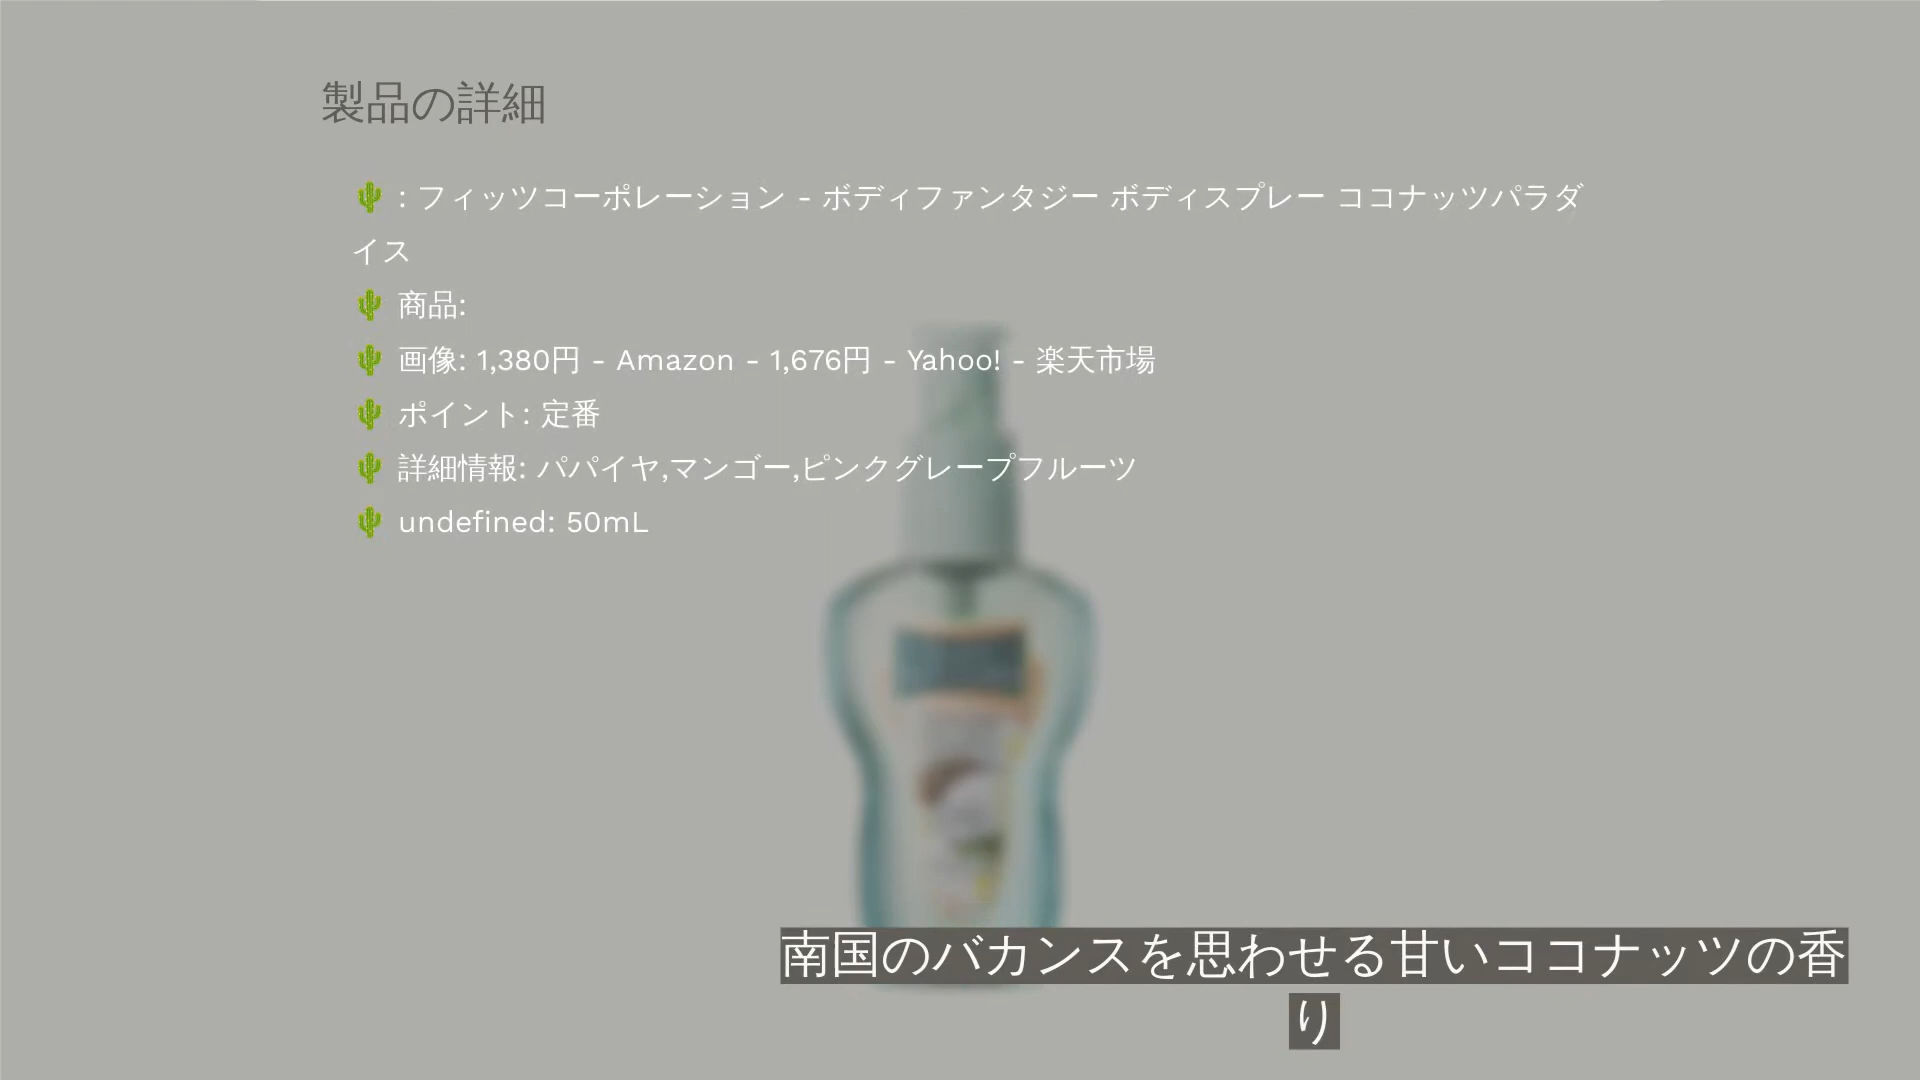 製品の詳細
🌵 : フィッツコーポレーション - ボディファンタジー ボディスプレー ココナッツパラダ
イス
🌵 商品:
🌵 画像: 1,380円 - Amazon - 1,676円 - Yahoo! - 楽天市場
🌵 ポイント: 定番
🌵 詳細情報: パパイヤ,マンゴー,ピンクグレープフルーツ
🌵 undefined: 50mL
南国のバカンスを思わせる甘いココナッツの香
り